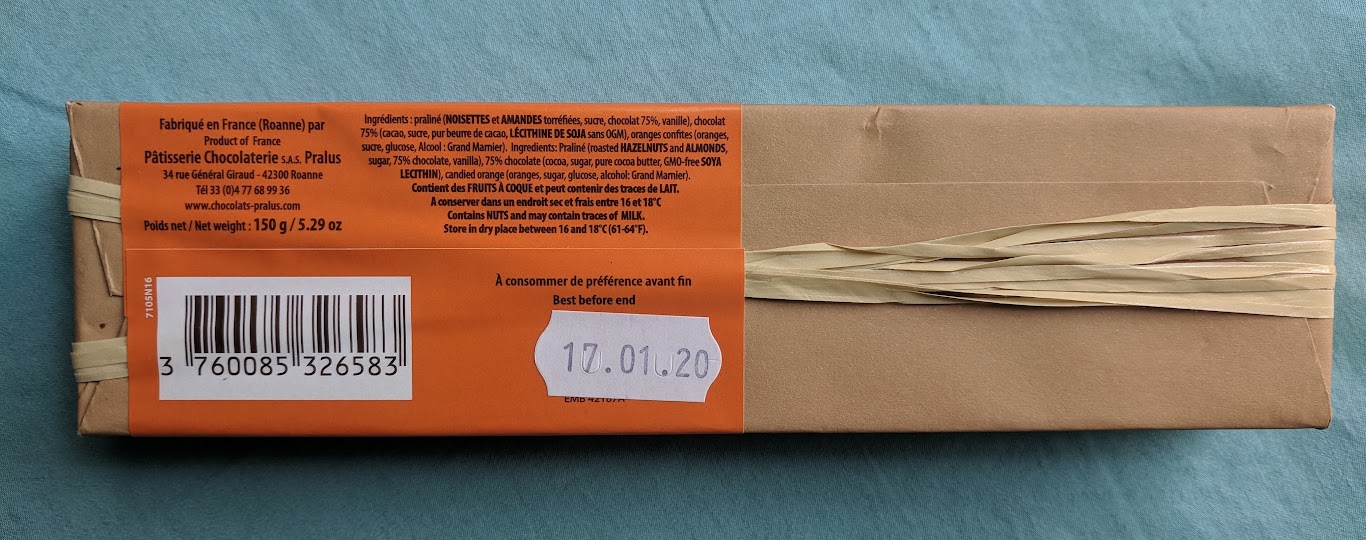 Fabriqué en France (Roanne) par
Product of France
Pâtisserie Chocolaterie S.A.S. Pralus
34 rue Général Giraud - 42300 Roanne
Tél 33 (0)4 77 68 99 36
www.chocolats-pralus.com
Poids net / Net weight : 150 g / 5.29 oz
Ingrédients : praliné (NOISETTES et AMANDES torréfiées, sucre, chocolat 75%, vanille), chocolat
75% (cacao, sucre, pur beurre de cacao, LÉCITHINE DE SOJA sans OGM), oranges confites (oranges,
sucre, glucose, Alcool : Grand Marnier). Ingredients: Praliné (roasted HAZELNUTS and ALMONDS,
sugar, 75% chocolate, vanilla), 75% chocolate (cocoa, sugar, pure cocoa butter, GMO-free SOYA
LECITHIN), candied orange (oranges, sugar, glucose, alcohol: Grand Marnier).
Contient des FRUITS À COQUE et peut contenir des traces de LAIT.
A conserver dans un endroit sec et frais entre 16 et 18°C
Contains NUTS and may contain traces of MILK.
Store in dry place between 16 and 18°C (61-64°F).
7105N16
3 760085 326583
À consommer de préférence avant fin
Best before end
17.01.20
EMB 42187A